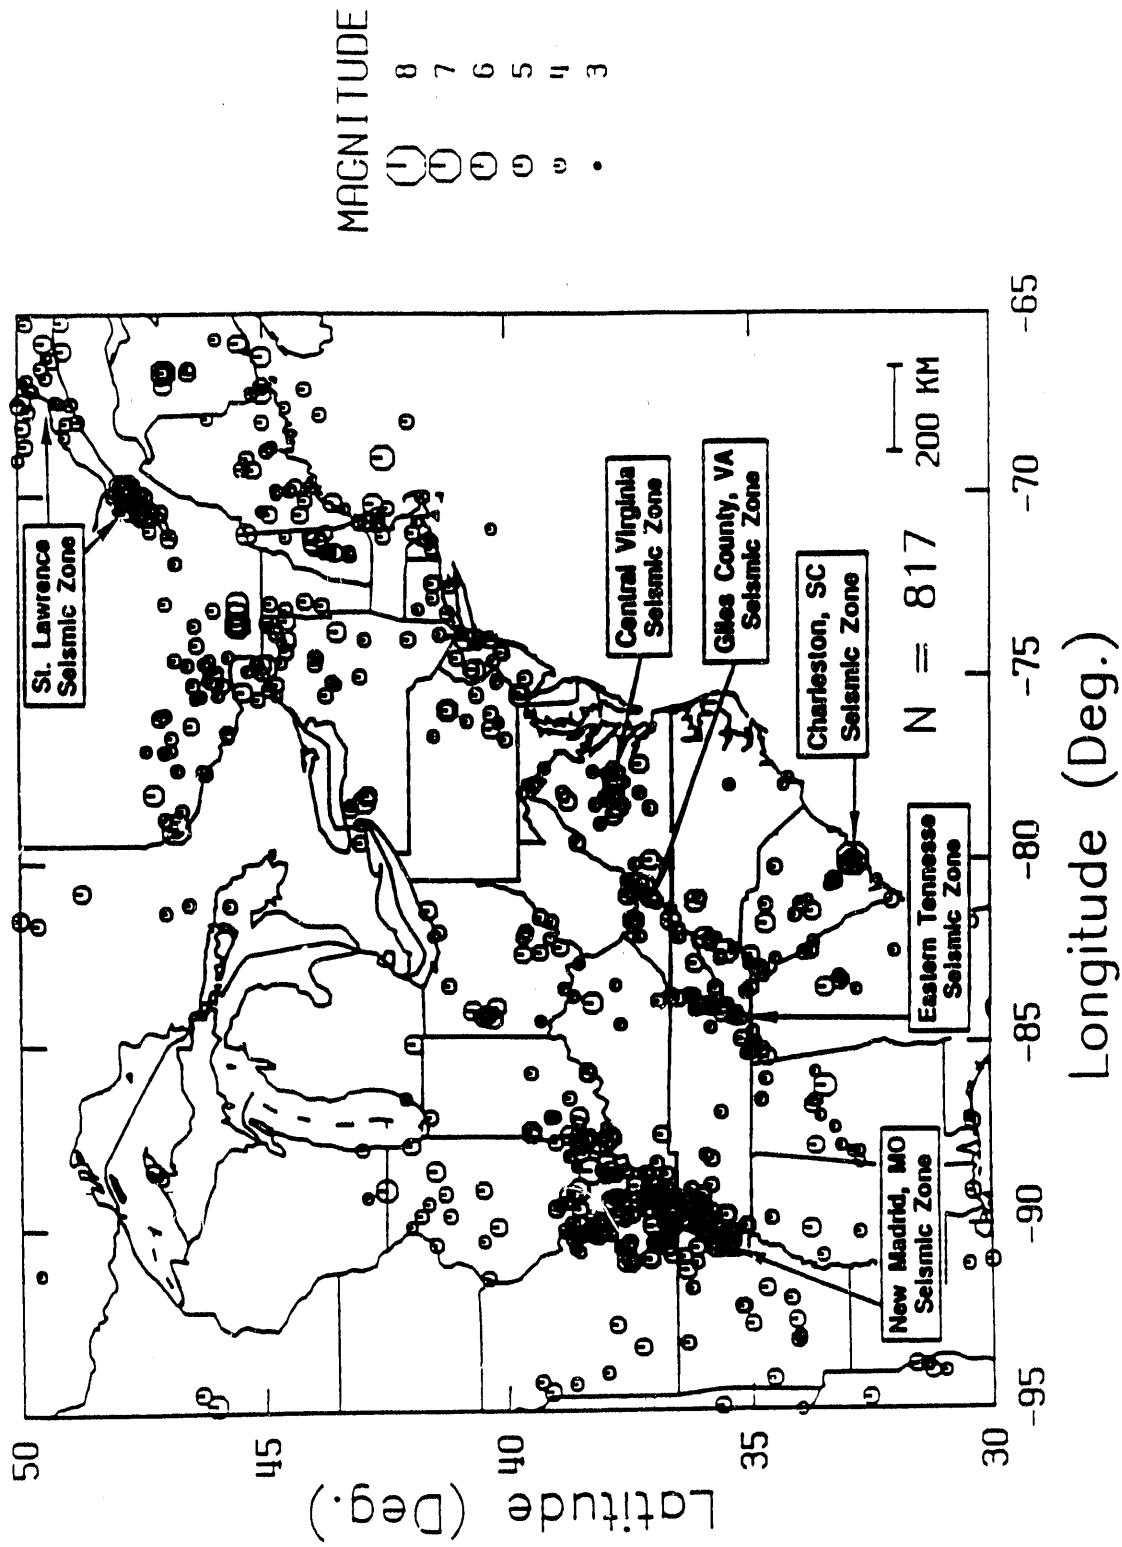 MAGNITUDE
8
7
6
5
4
3
St. Lawrence
Seismic Zone
Central Virginia
Seismic Zone
Giles County, VA
Seismic Zone
Charleston, SC
Seismic Zone
Eastern Tennesse
Seismic Zone
New Madrid, MO
Seismic Zone
N = 817
200 KM
Latitude (Deg.)
50
45
40
35
30
-95
-90
-85
-80
-75
-70
-65
Longitude (Deg.)